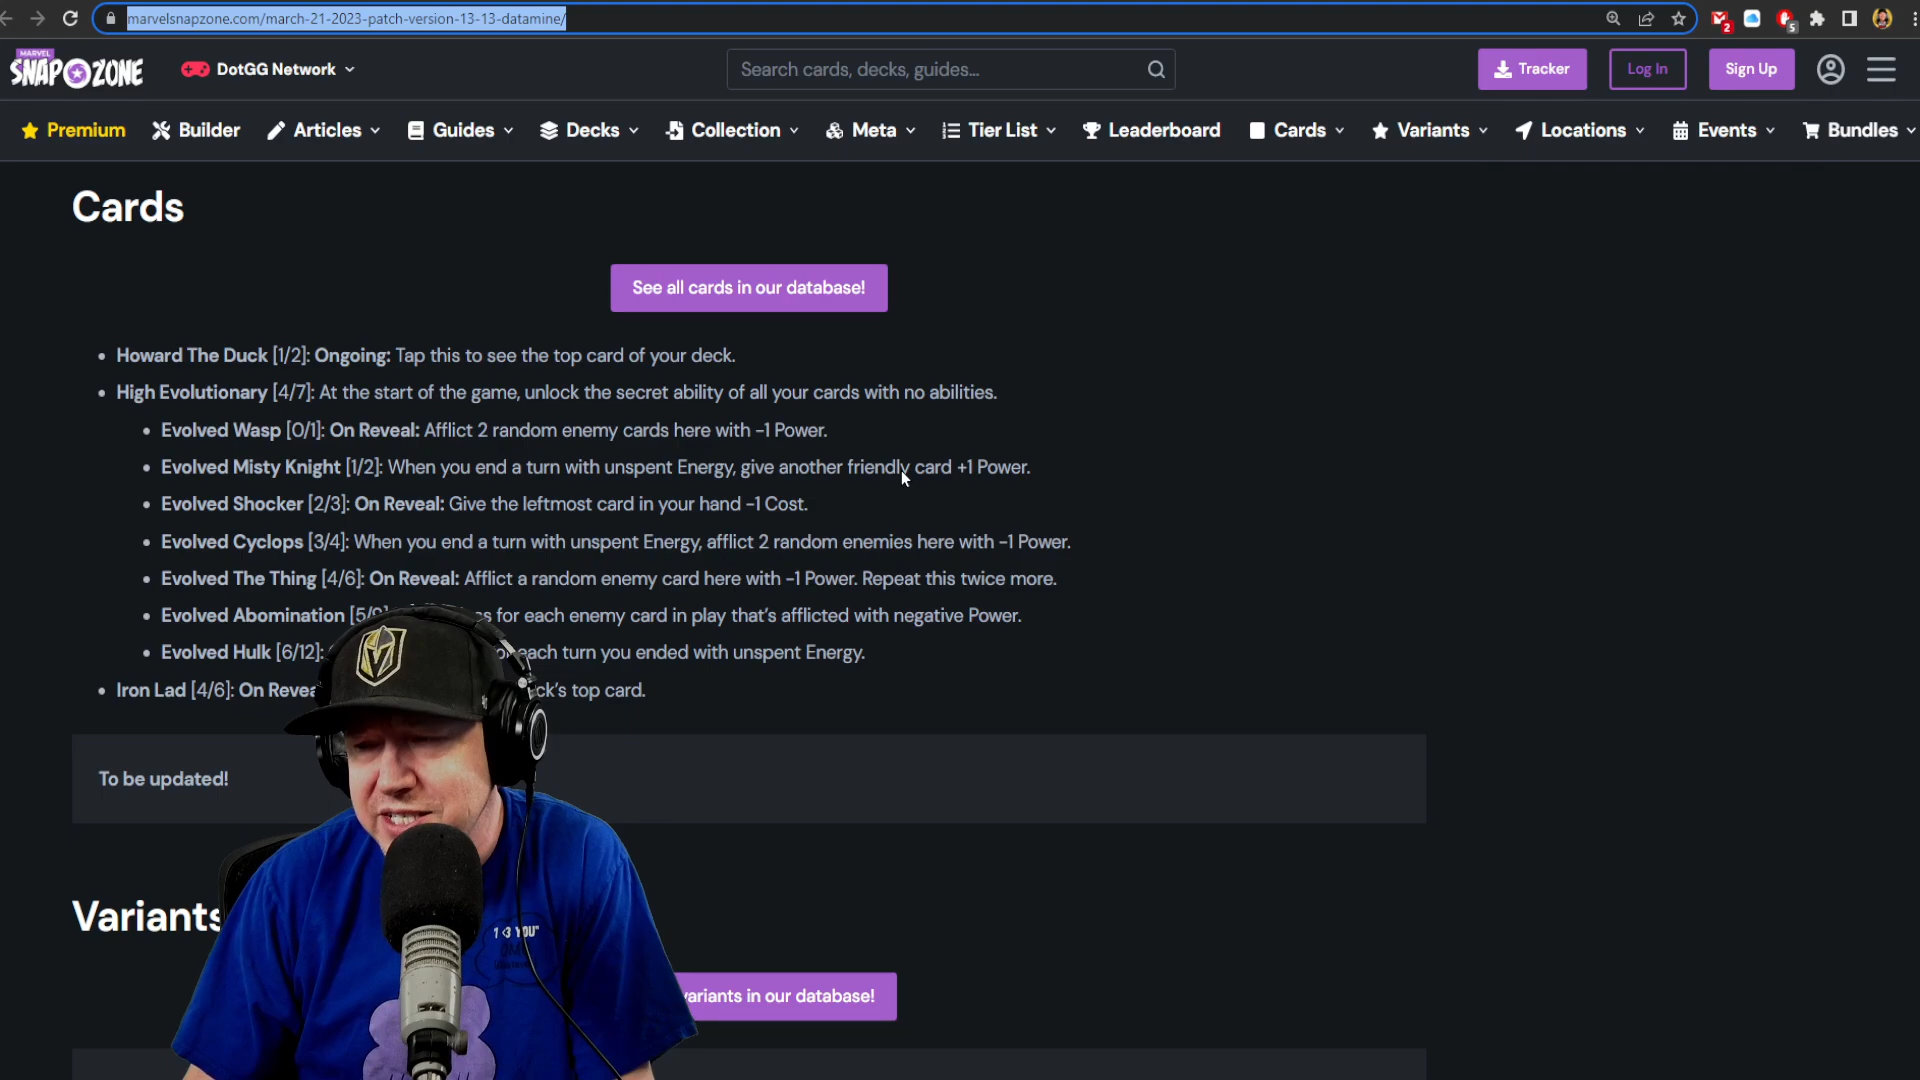 marvelsnapzone.com/march-21-2023-patch-version-13-13-datamine/
2
5
MARVEL
SNAP ZONE
DotGG Network
Search cards, decks, guides...
Tracker
Log In
Sign Up
Premium
Builder
Articles
Guides
Decks
Collection
Meta
Tier List
Leaderboard
Cards
Variants
Locations
Events
Bundles
Cards
See all cards in our database!
• Howard The Duck [1/2]: Ongoing: Tap this to see the top card of your deck.
• High Evolutionary [4/7]: At the start of the game, unlock the secret ability of all your cards with no abilities.
• Evolved Wasp [0/1]: On Reveal: Afflict 2 random enemy cards here with -1 Power.
• Evolved Misty Knight [1/2]: When you end a turn with unspent Energy, give another friendly card +1 Power.
• Evolved Shocker [2/3]: On Reveal: Give the leftmost card in your hand -1 Cost.
• Evolved Cyclops [3/4]: When you end a turn with unspent Energy, afflict 2 random enemies here with -1 Power.
• Evolved The Thing [4/6]: On Reveal: Afflict a random enemy card here with -1 Power. Repeat this twice more.
• Evolved Abomination for each enemy card in play that's afflicted with negative Power.
• Evolved Hulk [6/12]: each turn you ended with unspent Energy.
• Iron Lad [4/6]: On top card.
To be updated!
Variants
variants in our database!
1 <3 YOU"